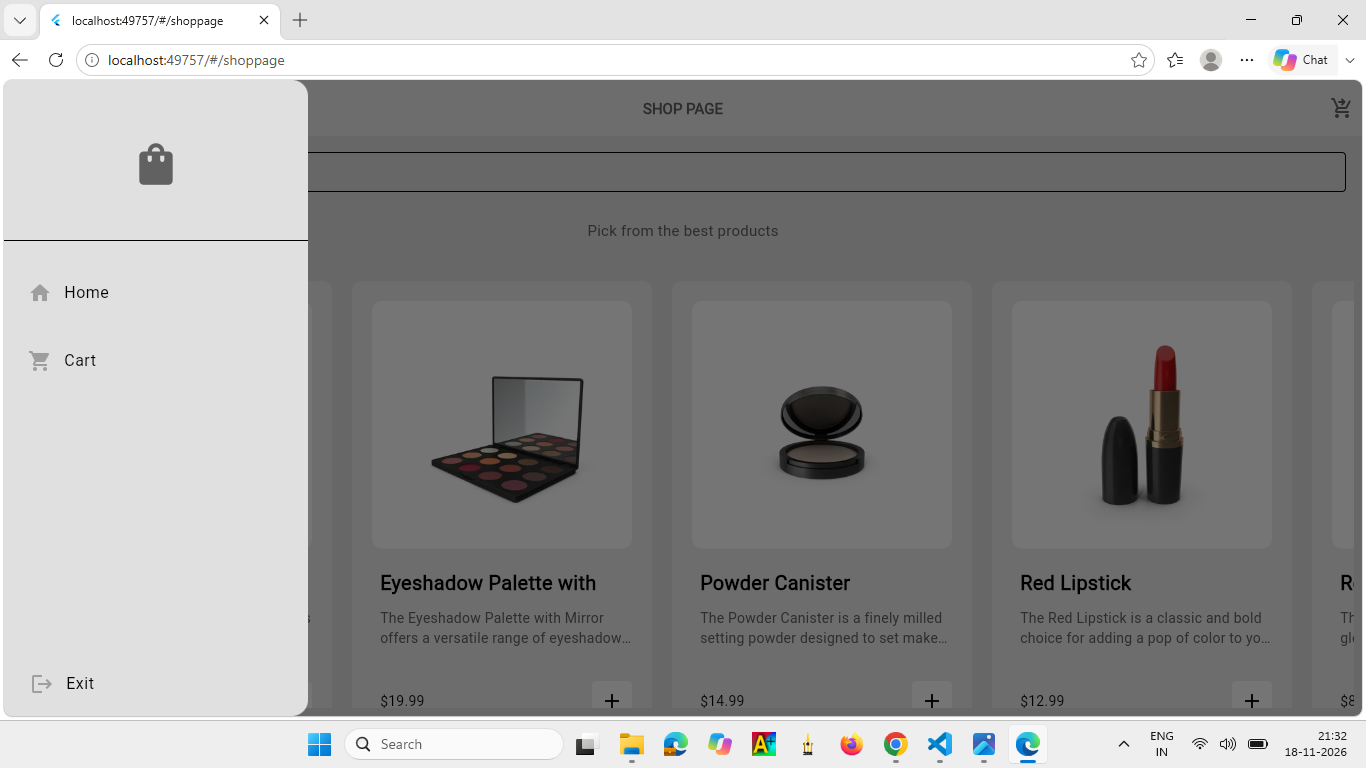 localhost:49757/#/shoppage
localhost:49757/#/shoppage
Chat
SHOP PAGE
Pick from the best products
Home
Cart
Exit
Eyeshadow Palette with
The Eyeshadow Palette with Mirror
offers a versatile range of eyeshadow...
$19.99
Powder Canister
The Powder Canister is a finely milled
setting powder designed to set make...
$14.99
Red Lipstick
The Red Lipstick is a classic and bold
choice for adding a pop of color to yo...
$12.99
Search
ENG
IN
21:32
18-11-2026